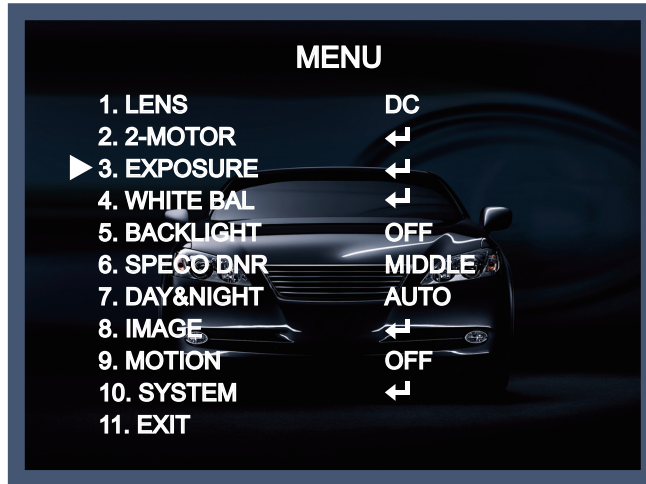 MENU
1. LENS DC
2. 2-MOTOR ↵
3. EXPOSURE ↵
4. WHITE BAL ↵
5. BACKLIGHT OFF
6. SPECO DNR MIDDLE
7. DAY&NIGHT AUTO
8. IMAGE ↵
9. MOTION OFF
10. SYSTEM ↵
11. EXIT